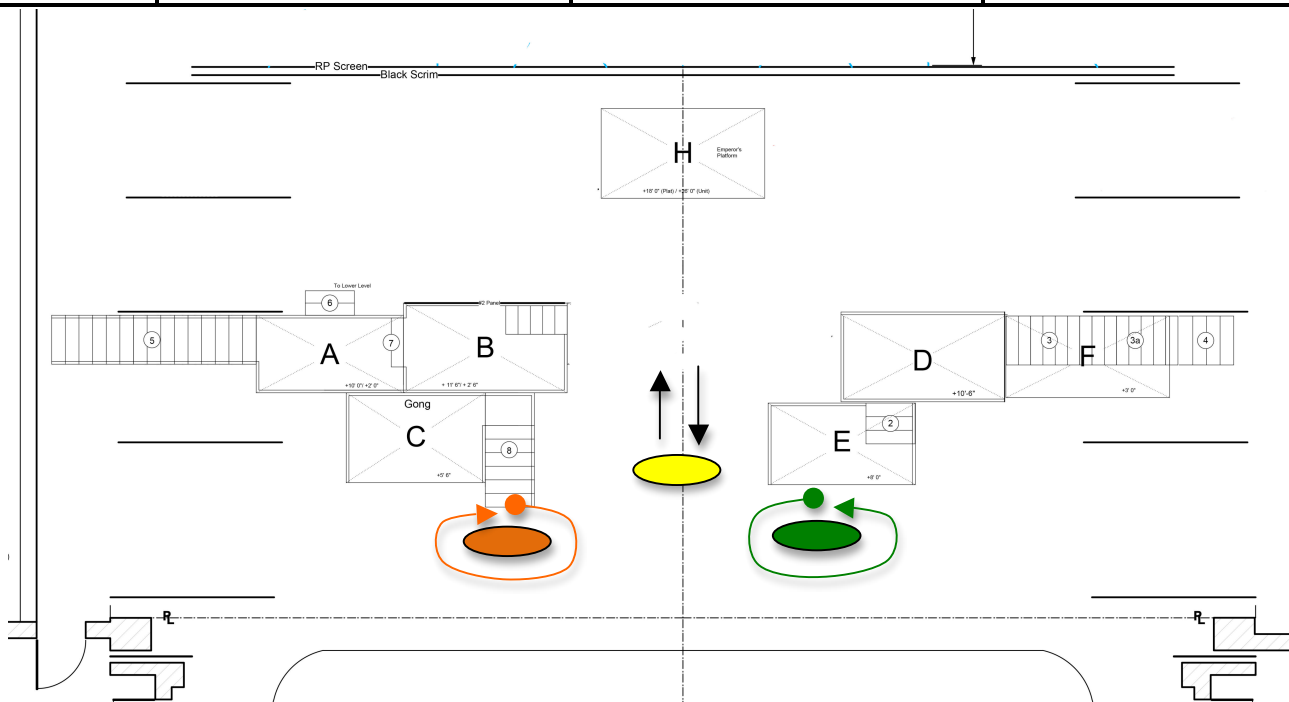 RP Screen
Black Scrim
H
Emperor's
Platform
+18' 0" (Plat) / +28' 0" (Unit)
To Lower Level
6
#2 Panel
5
A
7
B
+10' 0"/ +2' 0"
+ 11' 6"/ + 2' 6"
D
+10'-6"
3
3a
F
4
+3' 0"
Gong
C
8
+5' 6"
2
E
+8' 0"
PL
PL